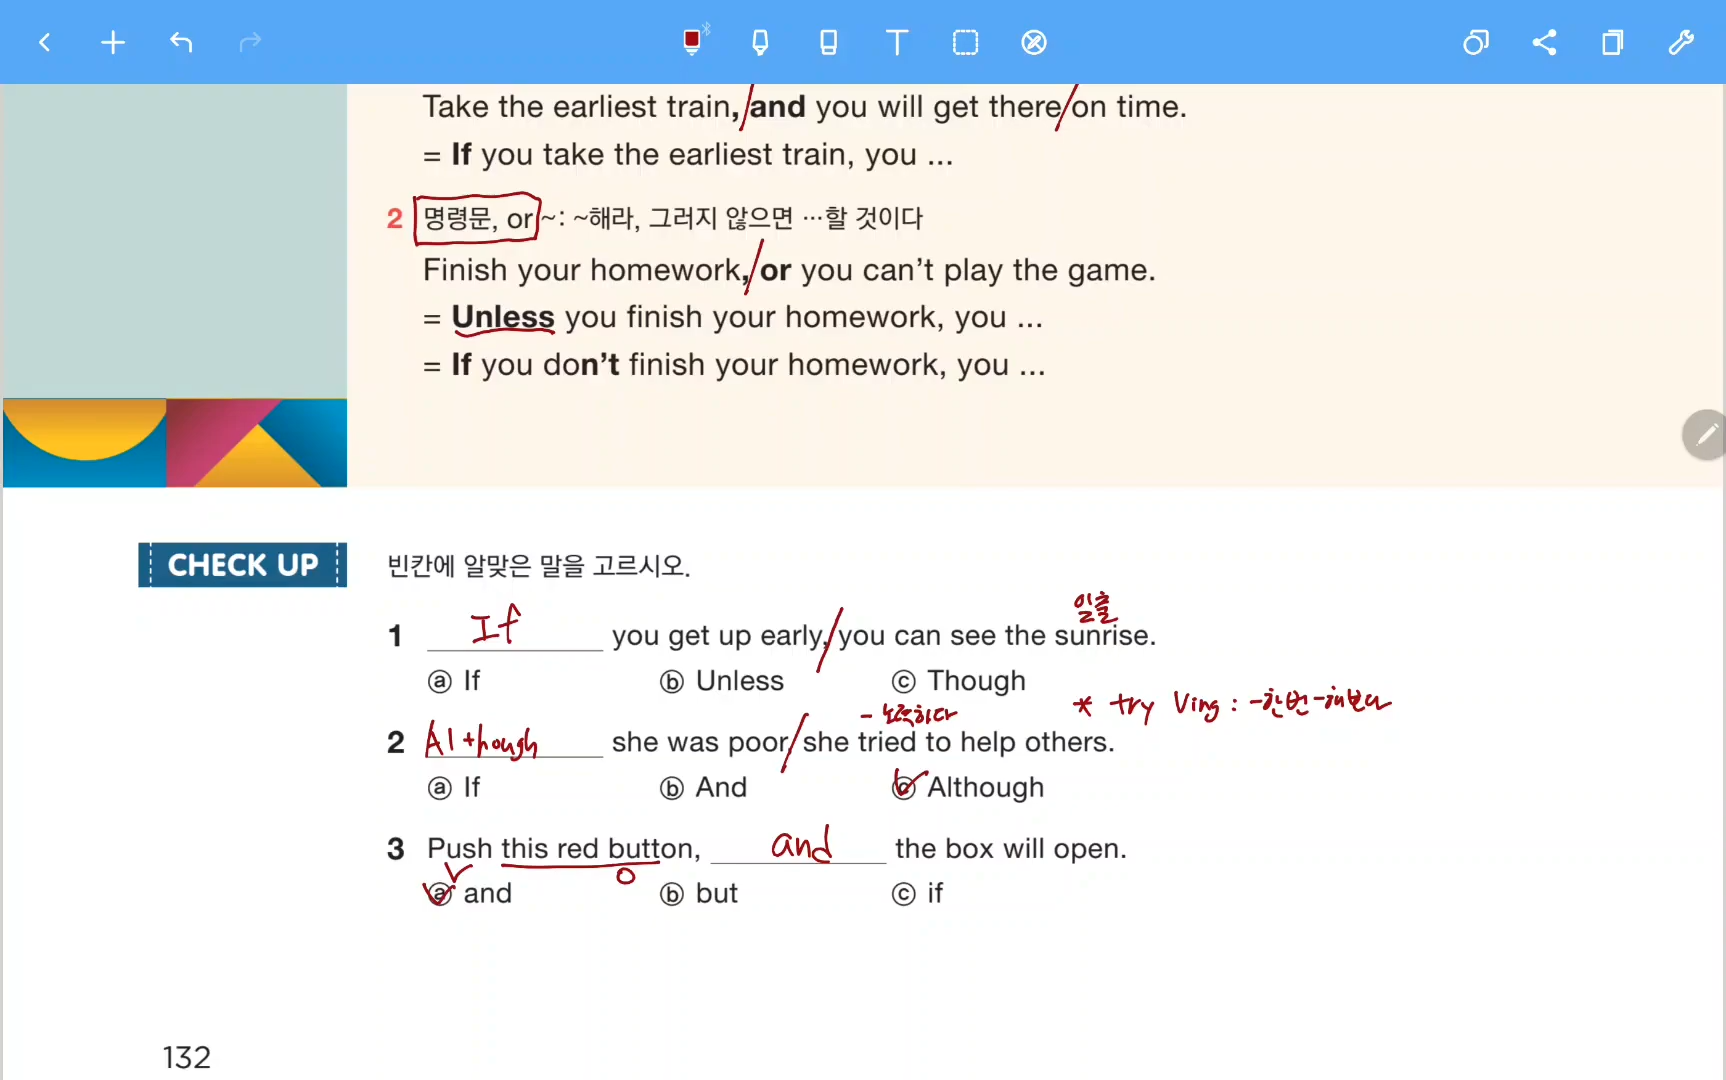 Take the earliest train, and you will get there on time.
= If you take the earliest train, you ...
2 명령문, or ~: ~해라, 그러지 않으면 …할 것이다
Finish your homework, or you can't play the game.
= Unless you finish your homework, you ...
= If you don't finish your homework, you ...
CHECK UP 빈칸에 알맞은 말을 고르시오.
일출
1 If you get up early, you can see the sunrise.
ⓐ If ⓑ Unless ⓒ Though
* try Ving : -한번 -해보다
- 노력하다
2 Although she was poor, she tried to help others.
ⓐ If ⓑ And ⓒ Although
3 Push this red button, and the box will open.
V O
ⓐ and ⓑ but ⓒ if
132